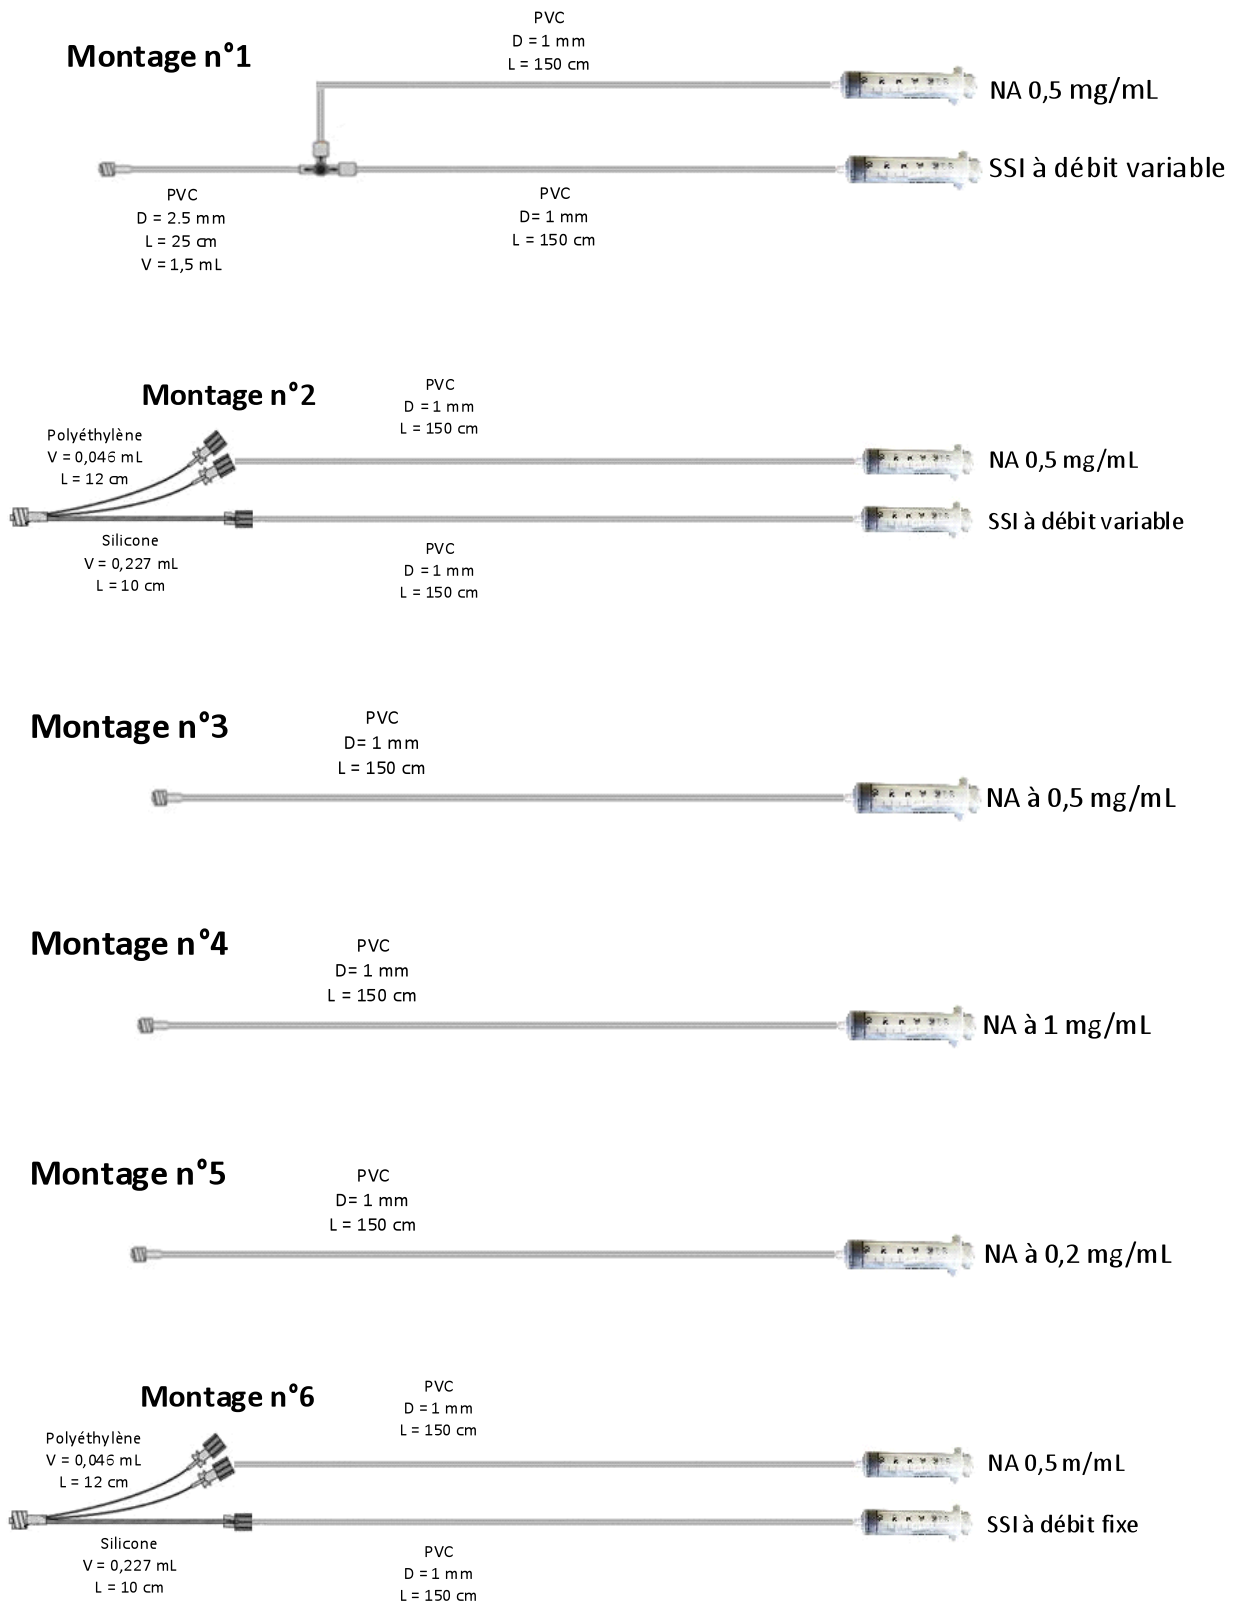 Montage n°1
PVC
D = 1 mm
L = 150 cm
NA 0,5 mg/mL
SSI à débit variable
PVC
D = 2.5 mm
L = 25 cm
V = 1,5 mL
PVC
D= 1 mm
L = 150 cm
Montage n°2
PVC
D = 1 mm
L = 150 cm
Polyéthylène
V = 0,046 mL
L = 12 cm
NA 0,5 mg/mL
SSI à débit variable
Silicone
V = 0,227 mL
L = 10 cm
PVC
D = 1 mm
L = 150 cm
Montage n°3
PVC
D= 1 mm
L = 150 cm
NA à 0,5 mg/mL
Montage n°4
PVC
D= 1 mm
L = 150 cm
NA à 1 mg/mL
Montage n°5
PVC
D= 1 mm
L = 150 cm
NA à 0,2 mg/mL
Montage n°6
PVC
D = 1 mm
L = 150 cm
Polyéthylène
V = 0,046 mL
L = 12 cm
NA 0,5 m/mL
SSI à débit fixe
Silicone
V = 0,227 mL
L = 10 cm
PVC
D = 1 mm
L = 150 cm